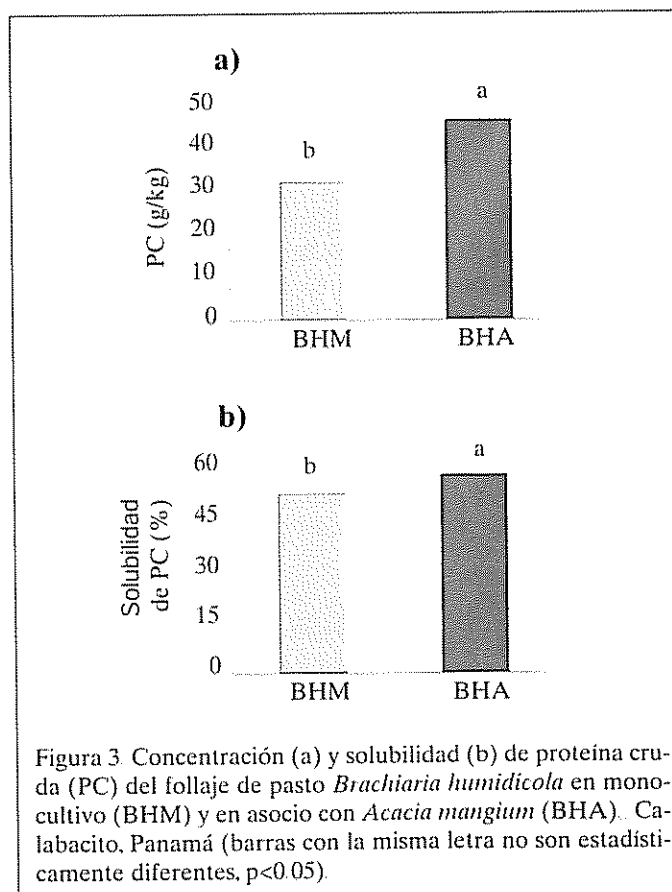 a)
50
40
30
20
10
0
PC (g/kg)
b
a
BHM
BHA
b)
60
45
30
15
0
Solubilidad
de PC (%)
b
a
BHM
BHA
Figura 3. Concentración (a) y solubilidad (b) de proteína cru-
da (PC) del follaje de pasto Brachiaria humidicola en mono-
cultivo (BHM) y en asocio con Acacia mangium (BHA). Ca-
labacito, Panamá (barras con la misma letra no son estadísti-
camente diferentes, p<0.05).